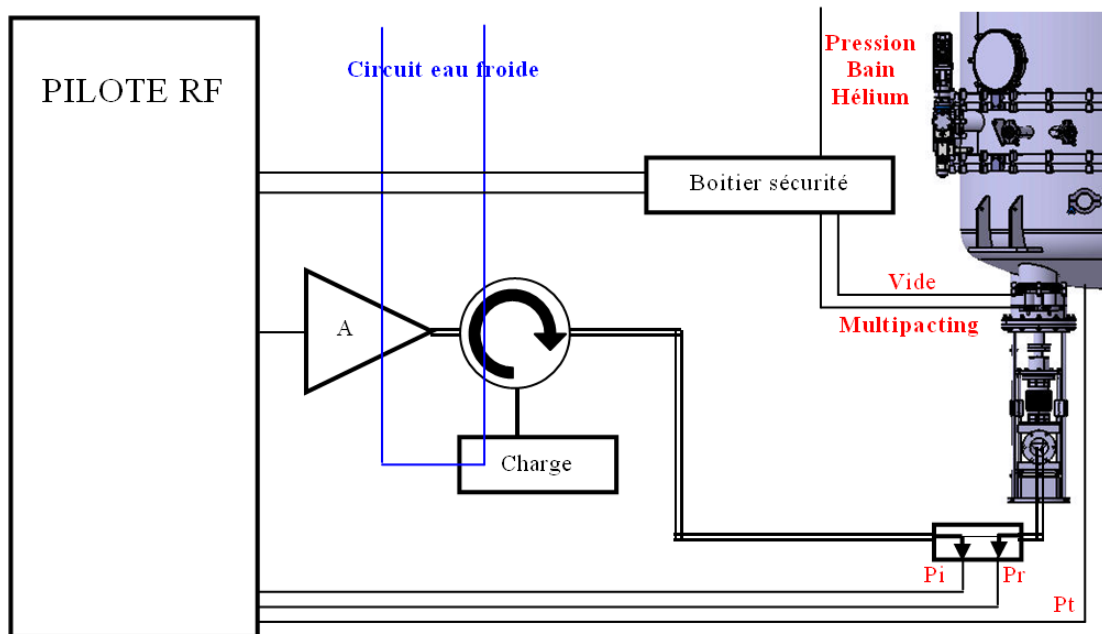 PILOTE RF
Circuit eau froide
Pression
Bain
Hélium
Boitier sécurité
Vide
Multipacting
A
Charge
Pi
Pr
Pt